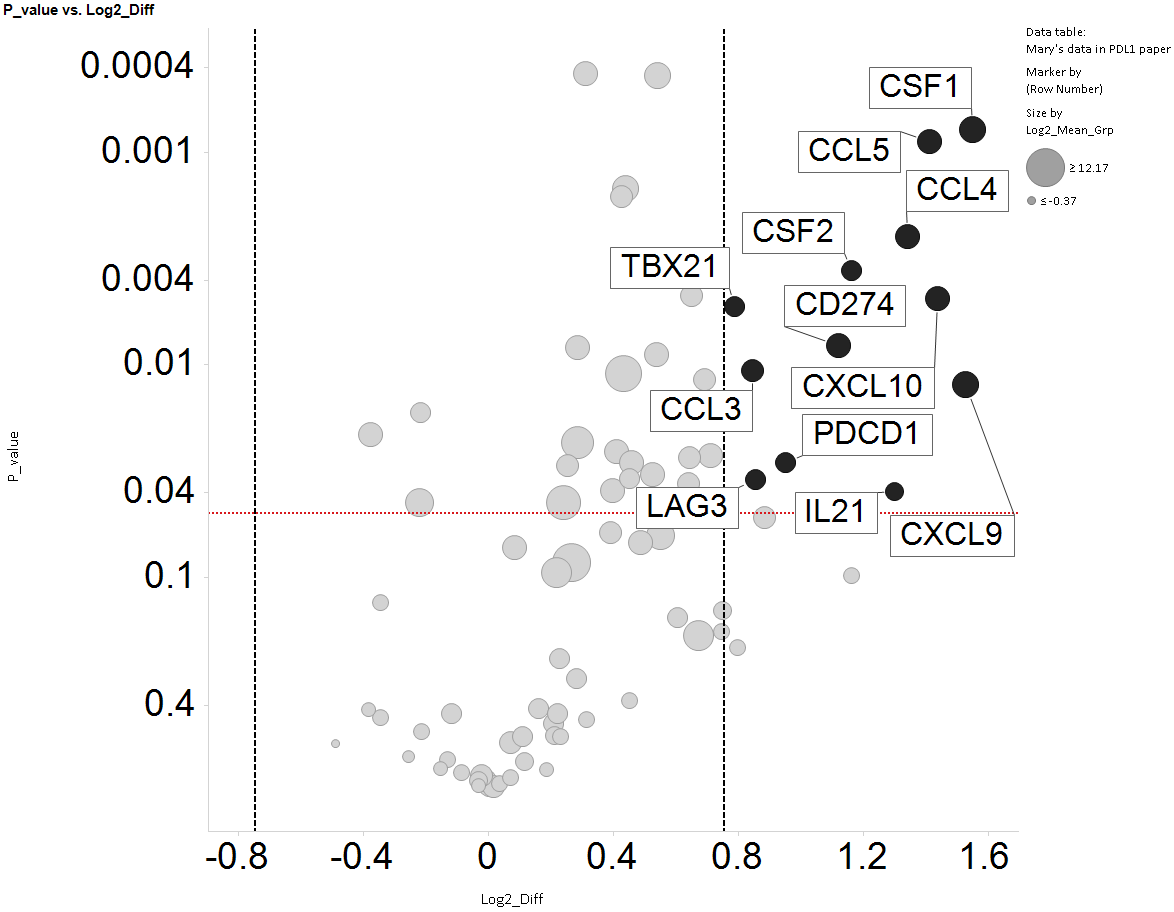 P_value vs. Log2_Diff
Data table:
Mary's data in PDL1 paper
Marker by
(Row Number)
Size by
Log2_Mean_Grp
≥ 12.17
≤ -0.37
0.0004
0.001
0.004
0.01
0.04
0.1
0.4
P_value
CSF1
CCL5
CCL4
CSF2
TBX21
CD274
CXCL10
CCL3
PDCD1
LAG3
IL21
CXCL9
-0.8
-0.4
0
0.4
0.8
1.2
1.6
Log2_Diff